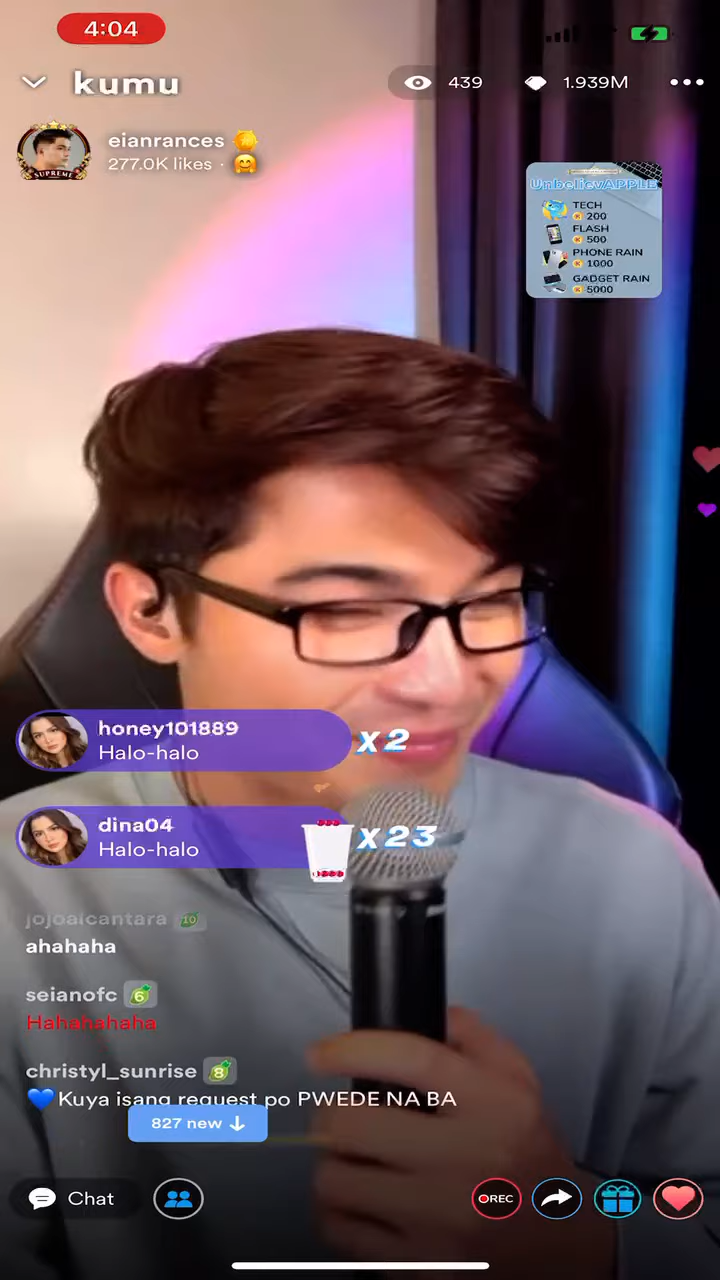 4:04
kumu
439
1.939M
eianrances
277.0K likes ·
SUPREME
UnbelievAPPLE
TECH
200
FLASH
500
PHONE RAIN
1000
GADGET RAIN
5000
honey101889
Halo-halo
x2
dina04
Halo-halo
x23
jojoalcantara 10
ahahaha
seianofc 6
Hahahahaha
christyl_sunrise 8
Kuya isang request po PWEDE NA BA
827 new
Chat
REC